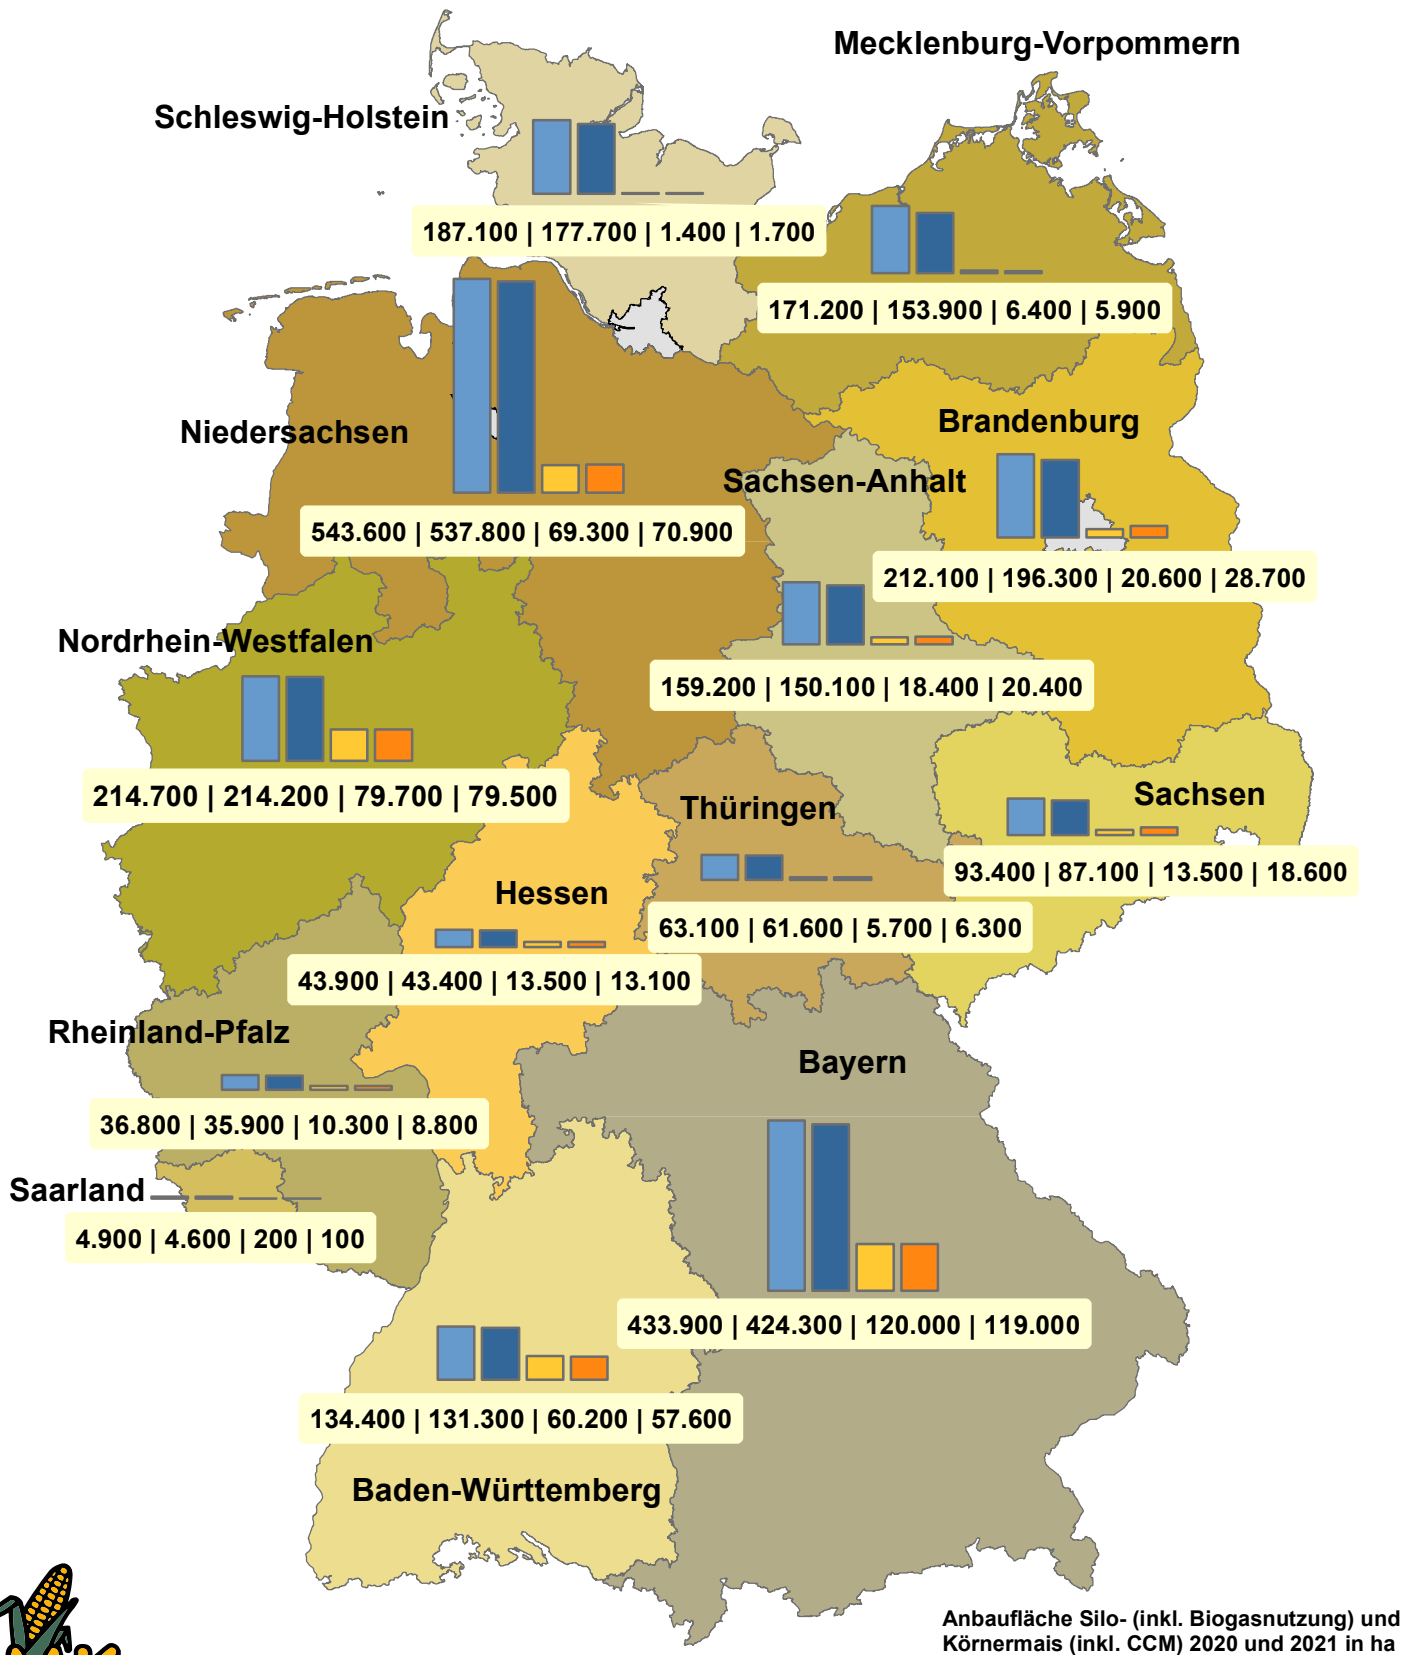 Mecklenburg-Vorpommern
Schleswig-Holstein
187.100 | 177.700 | 1.400 | 1.700
171.200 | 153.900 | 6.400 | 5.900
Brandenburg
Niedersachsen
Sachsen-Anhalt
543.600 | 537.800 | 69.300 | 70.900
212.100 | 196.300 | 20.600 | 28.700
Nordrhein-Westfalen
159.200 | 150.100 | 18.400 | 20.400
214.700 | 214.200 | 79.700 | 79.500
Sachsen
Thüringen
93.400 | 87.100 | 13.500 | 18.600
Hessen
63.100 | 61.600 | 5.700 | 6.300
43.900 | 43.400 | 13.500 | 13.100
Rheinland-Pfalz
Bayern
36.800 | 35.900 | 10.300 | 8.800
Saarland
4.900 | 4.600 | 200 | 100
433.900 | 424.300 | 120.000 | 119.000
134.400 | 131.300 | 60.200 | 57.600
Baden-Württemberg
Anbaufläche Silo- (inkl. Biogasnutzung) und
Körnermais (inkl. CCM) 2020 und 2021 in ha